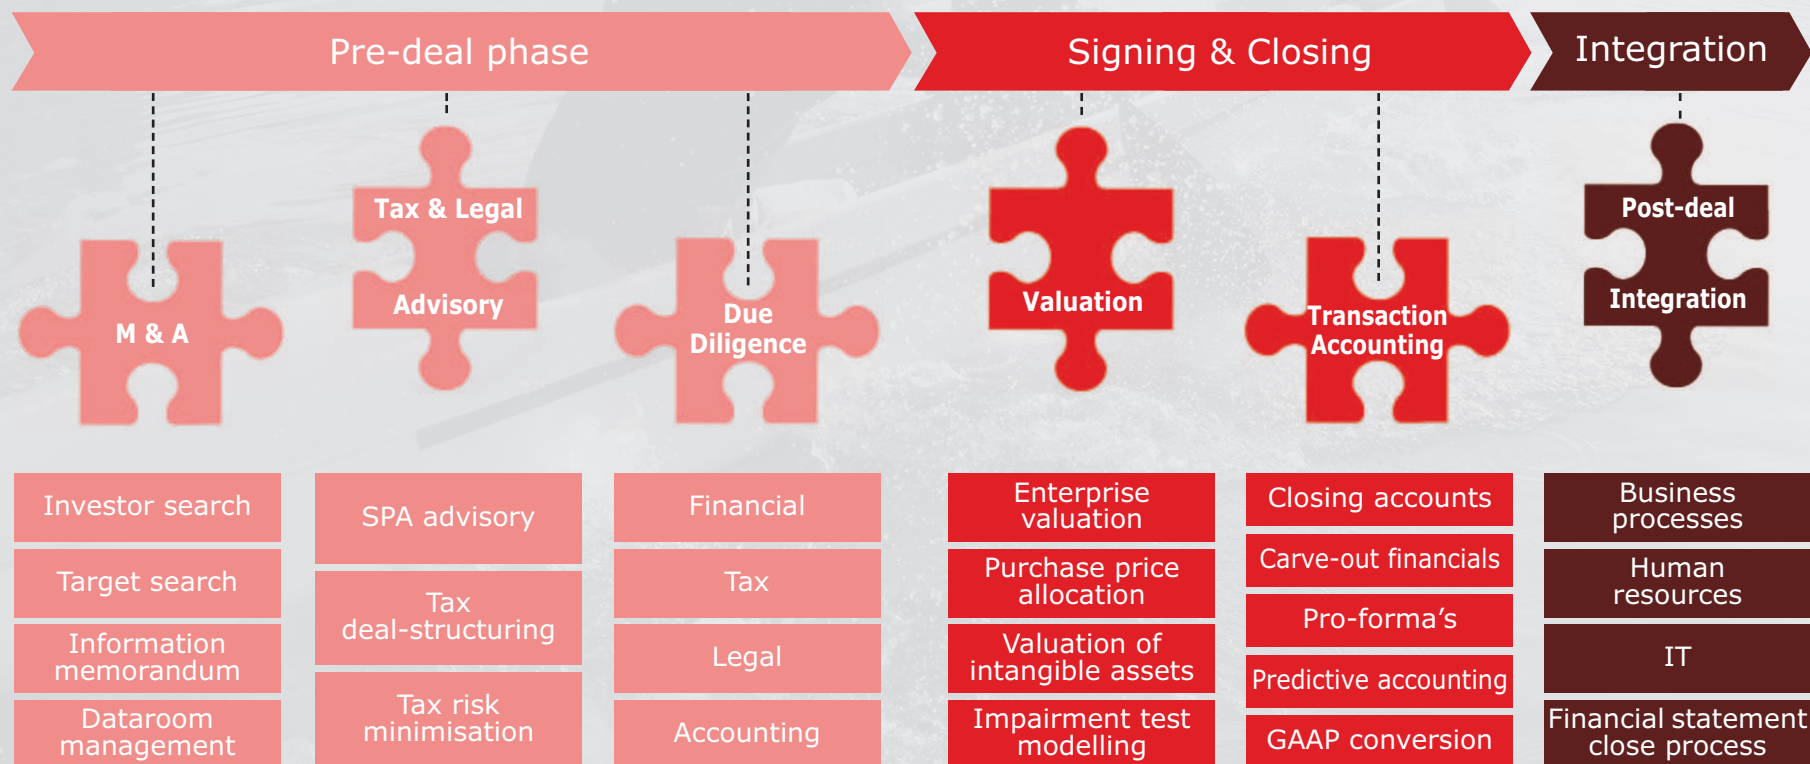 Pre-deal phase
Signing & Closing
Integration
M & A
Tax & Legal
Advisory
Due
Diligence
Valuation
Transaction
Accounting
Post-deal
Integration
Investor search
Target search
Information
memorandum
Dataroom
management
SPA advisory
Tax
deal-structuring
Tax risk
minimisation
Financial
Tax
Legal
Accounting
Enterprise
valuation
Purchase price
allocation
Valuation of
intangible assets
Impairment test
modelling
Closing accounts
Carve-out financials
Pro-forma’s
Predictive accounting
GAAP conversion
Business
processes
Human
resources
IT
Financial statement
close process